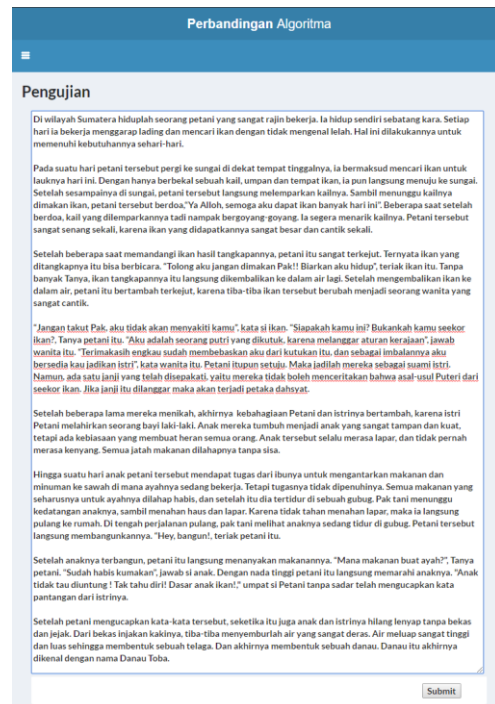 Perbandingan Algoritma
Pengujian
Di wilayah Sumatera hiduplah seorang petani yang sangat rajin bekerja. Ia hidup sendiri sebatang kara. Setiap
hari ia bekerja menggarap lading dan mencari ikan dengan tidak mengenal lelah. Hal ini dilakukannya untuk
memenuhi kebutuhannya sehari-hari.
Pada suatu hari petani tersebut pergi ke sungai di dekat tempat tinggalnya, ia bermaksud mencari ikan untuk
lauknya hari ini. Dengan hanya berbekal sebuah kail, umpan dan tempat ikan, ia pun langsung menuju ke sungai.
Setelah sesampainya di sungai, petani tersebut langsung melemparkan kailnya. Sambil menunggu kailnya
dimakan ikan, petani tersebut berdoa,"Ya Alloh, semoga aku dapat ikan banyak hari ini". Beberapa saat setelah
berdoa, kail yang dilemparkannya tadi nampak bergoyang-goyang. Ia segera menarik kailnya. Petani tersebut
sangat senang sekali, karena ikan yang didapatkannya sangat besar dan cantik sekali.
Setelah beberapa saat memandangi ikan hasil tangkapannya, petani itu sangat terkejut. Ternyata ikan yang
ditangkapnya itu bisa berbicara. "Tolong aku jangan dimakan Pak!! Biarkan aku hidup", teriak ikan itu. Tanpa
banyak Tanya, ikan tangkapannya itu langsung dikembalikan ke dalam air lagi. Setelah mengembalikan ikan ke
dalam air, petani itu bertambah terkejut, karena tiba-tiba ikan tersebut berubah menjadi seorang wanita yang
sangat cantik.
"Jangan takut Pak, aku tidak akan menyakiti kamu", kata si ikan. "Siapakah kamu ini? Bukankah kamu seekor
ikan?, Tanya petani itu. "Aku adalah seorang putri yang dikutuk, karena melanggar aturan kerajaan", jawab
wanita itu. "Terimakasih engkau sudah membebaskan aku dari kutukan itu, dan sebagai imbalannya aku
bersedia kau jadikan istri", kata wanita itu. Petani itupun setuju. Maka jadilah mereka sebagai suami istri.
Namun, ada satu janji yang telah disepakati, yaitu mereka tidak boleh menceritakan bahwa asal-usul Puteri dari
seekor ikan. Jika janji itu dilanggar maka akan terjadi petaka dahsyat.
Setelah beberapa lama mereka menikah, akhirnya kebahagiaan Petani dan istrinya bertambah, karena istri
Petani melahirkan seorang bayi laki-laki. Anak mereka tumbuh menjadi anak yang sangat tampan dan kuat,
tetapi ada kebiasaan yang membuat heran semua orang. Anak tersebut selalu merasa lapar, dan tidak pernah
merasa kenyang. Semua jatah makanan dilahapnya tanpa sisa.
Hingga suatu hari anak petani tersebut mendapat tugas dari ibunya untuk mengantarkan makanan dan
minuman ke sawah di mana ayahnya sedang bekerja. Tetapi tugasnya tidak dipenuhinya. Semua makanan yang
seharusnya untuk ayahnya dilahap habis, dan setelah itu dia tertidur di sebuah gubug. Pak tani menunggu
kedatangan anaknya, sambil menahan haus dan lapar. Karena tidak tahan menahan lapar, maka ia langsung
pulang ke rumah. Di tengah perjalanan pulang, pak tani melihat anaknya sedang tidur di gubug. Petani tersebut
langsung membangunkannya. "Hey, bangun!, teriak petani itu.
Setelah anaknya terbangun, petani itu langsung menanyakan makanannya. "Mana makanan buat ayah?", Tanya
petani. "Sudah habis kumakan", jawab si anak. Dengan nada tinggi petani itu langsung memarahi anaknya. "Anak
tidak tau diuntung ! Tak tahu diri! Dasar anak ikan!," umpat si Petani tanpa sadar telah mengucapkan kata
pantangan dari istrinya.
Setelah petani mengucapkan kata-kata tersebut, seketika itu juga anak dan istrinya hilang lenyap tanpa bekas
dan jejak. Dari bekas injakan kakinya, tiba-tiba menyemburlah air yang sangat deras. Air meluap sangat tinggi
dan luas sehingga membentuk sebuah telaga. Dan akhirnya membentuk sebuah danau. Danau itu akhirnya
dikenal dengan nama Danau Toba.
Submit